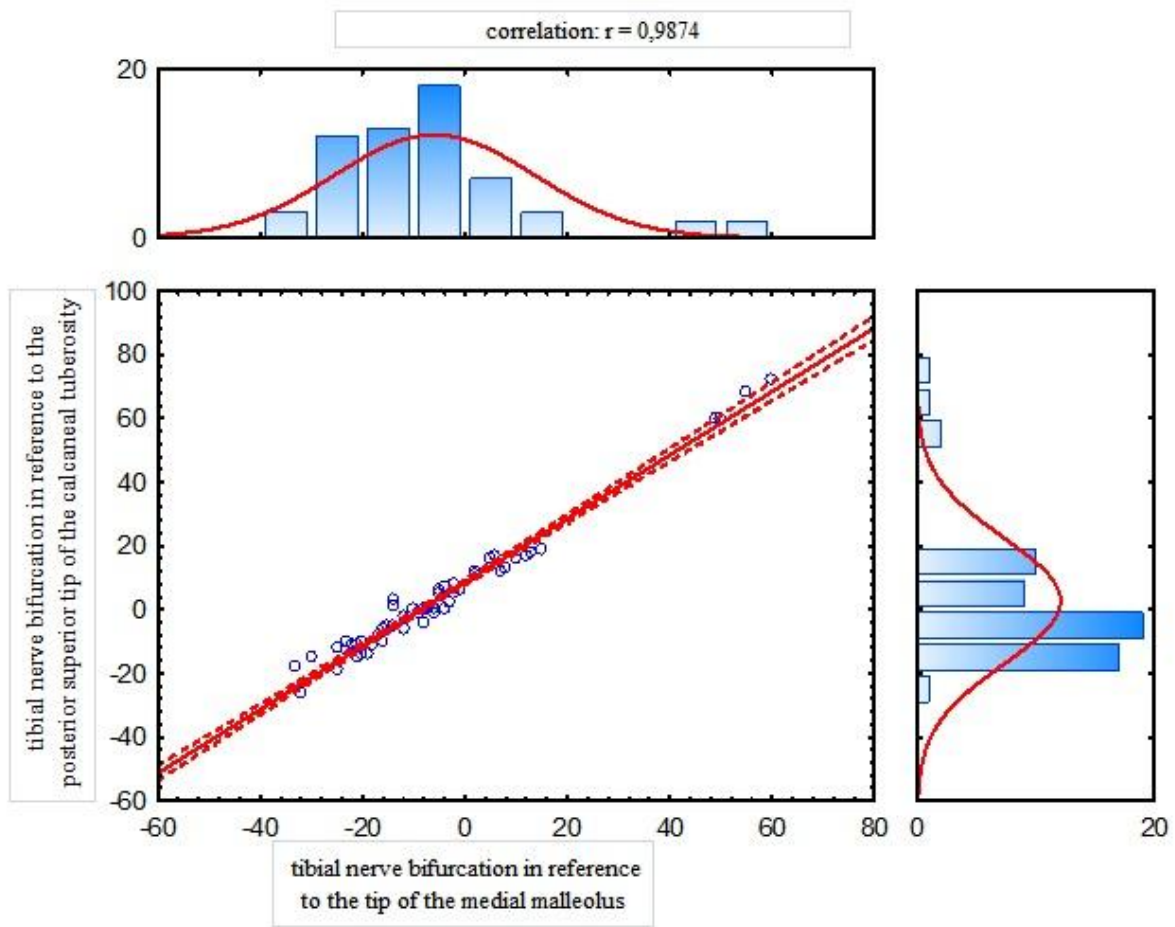 correlation: r = 0,9874
20
0
tibial nerve bifurcation in reference to the
posterior superior tip of the calcaneal tuberosity
100
80
60
40
20
0
-20
-40
-60
-60 -40 -20 0 20 40 60 80
0 20
tibial nerve bifurcation in reference
to the tip of the medial malleolus